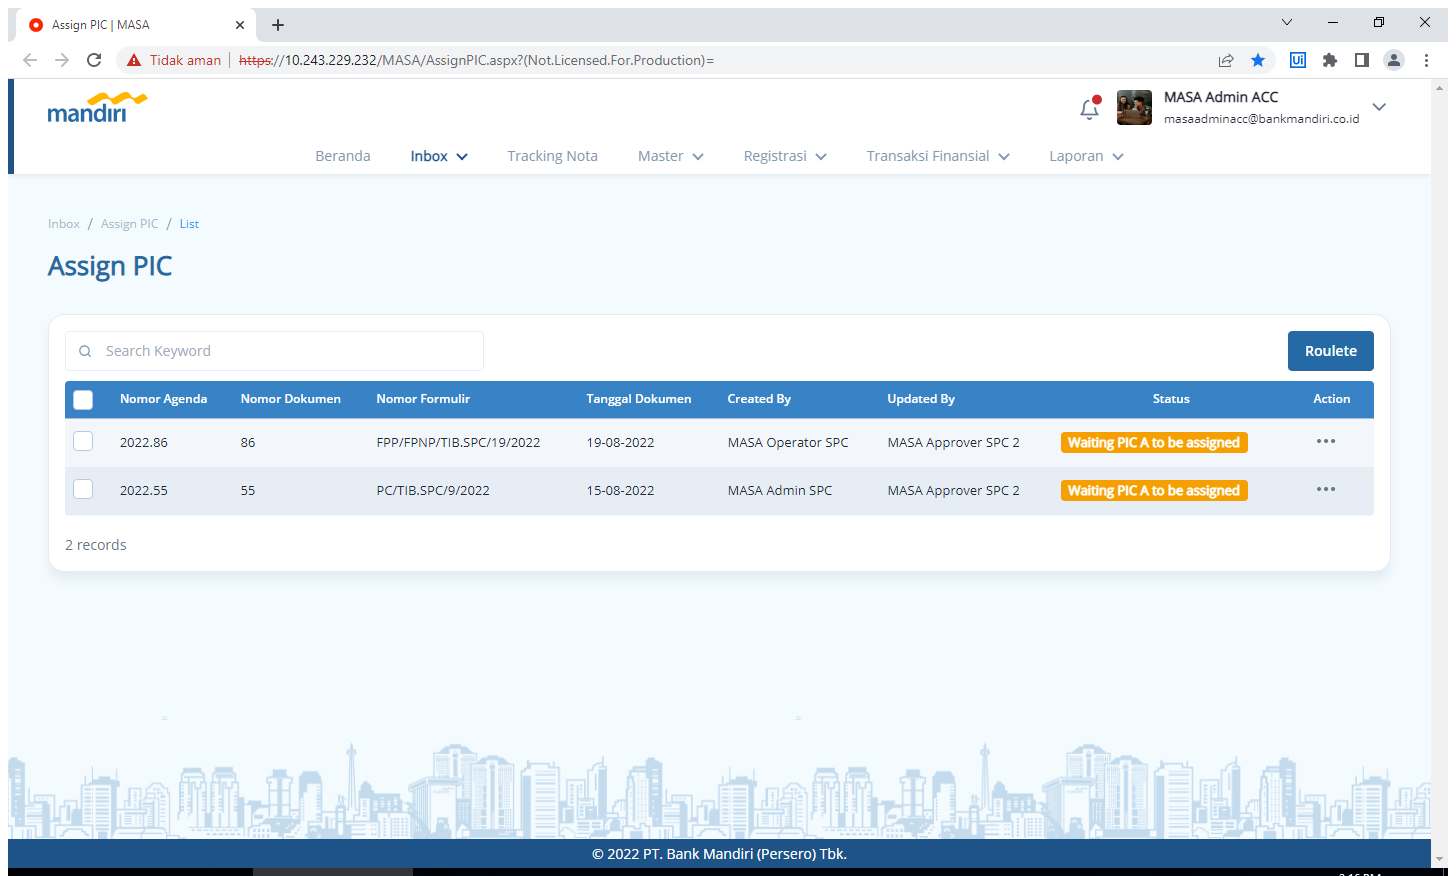 Assign PIC | MASA
Tidak aman
https://10.243.229.232/MASA/AssignPIC.aspx?(Not.Licensed.For.Production)=
mandiri
MASA Admin ACC
masaadminacc@bankmandiri.co.id
Beranda Inbox Tracking Nota Master Registrasi Transaksi Finansial Laporan
Inbox / Assign PIC / List
Assign PIC
Search Keyword
Roulete
Nomor Agenda Nomor Dokumen Nomor Formulir Tanggal Dokumen Created By Updated By Status Action
2022.86 86 FPP/FPNP/TIB.SPC/19/2022 19-08-2022 MASA Operator SPC MASA Approver SPC 2 Waiting PIC A to be assigned
2022.55 55 PC/TIB.SPC/9/2022 15-08-2022 MASA Admin SPC MASA Approver SPC 2 Waiting PIC A to be assigned
2 records
© 2022 PT. Bank Mandiri (Persero) Tbk.